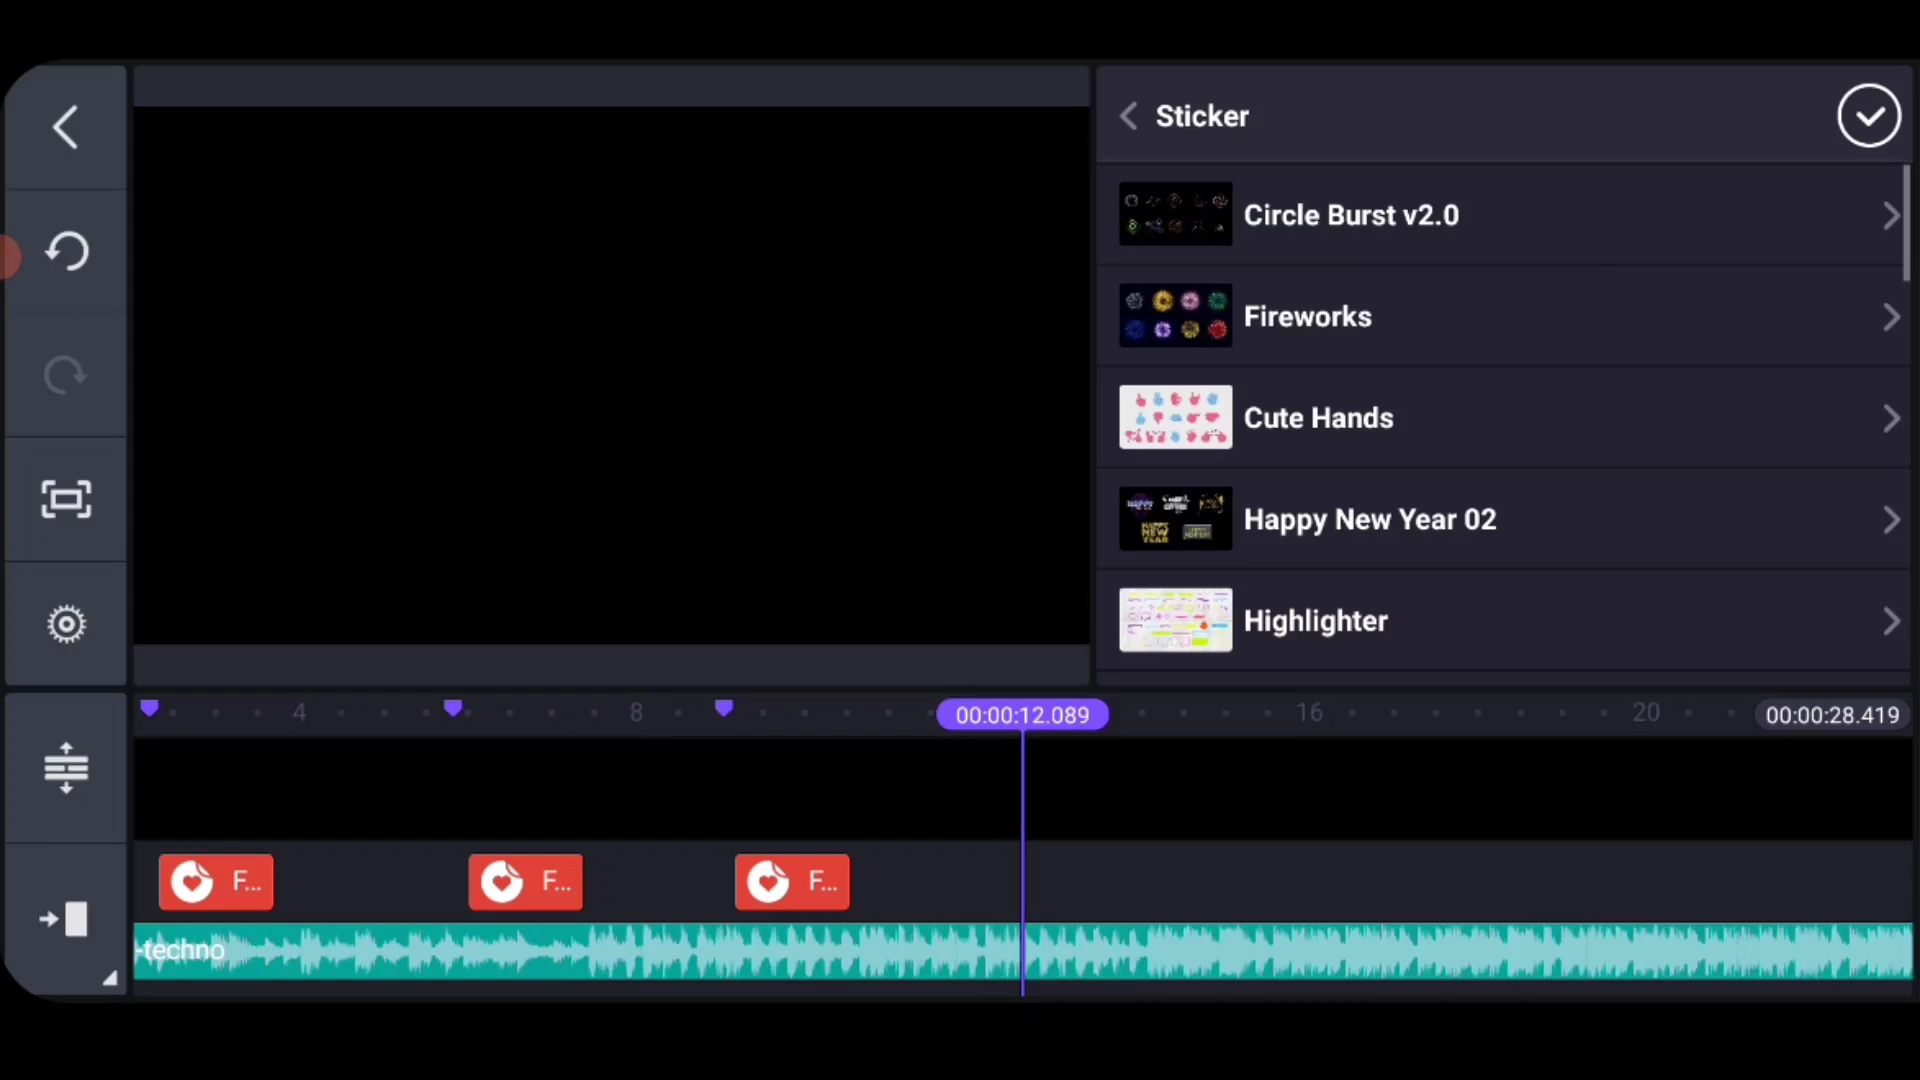 Sticker
Circle Burst v2.0
Fireworks
Cute Hands
Happy New Year 02
Highlighter
4
8
00:00:12.089
16
20
00:00:28.419
F...
F...
F...
-techno